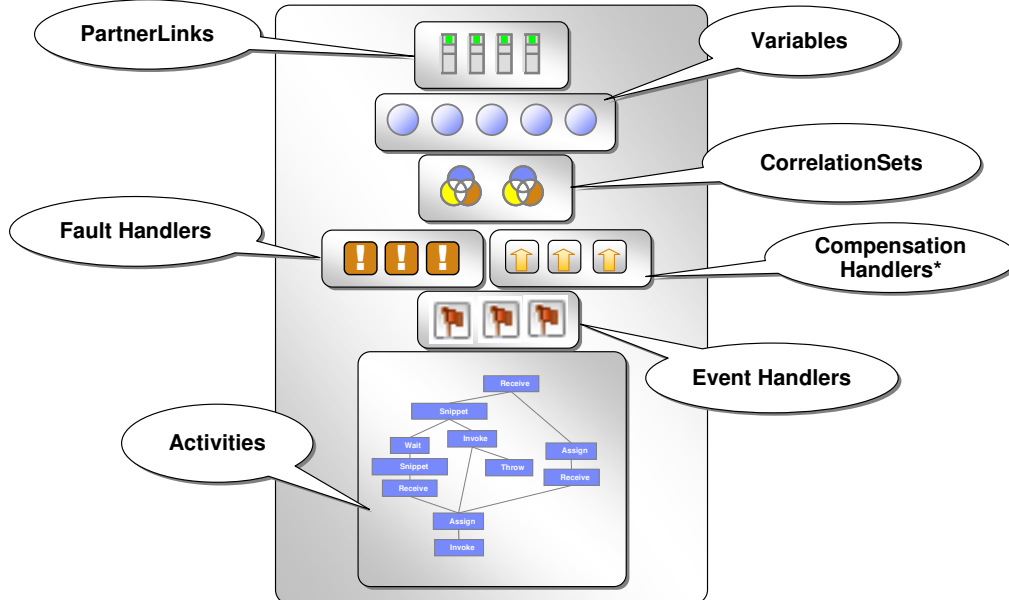 PartnerLinks
Variables
CorrelationSets
Fault Handlers
Compensation
Handlers*
Event Handlers
Activities
Receive
Snippet
Wait
Invoke
Assign
Snippet
Throw
Receive
Receive
Assign
Invoke